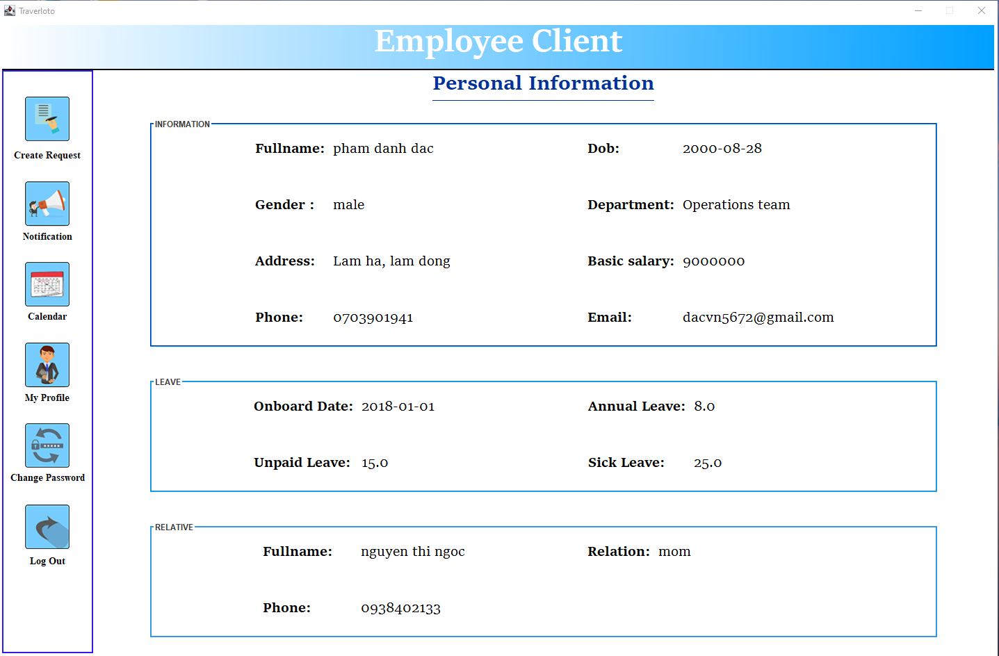 Traverloto
Employee Client
Personal Information
Create Request
Notification
Calendar
My Profile
Change Password
Log Out
INFORMATION
Fullname: pham danh dac Dob: 2000-08-28
Gender : male Department: Operations team
Address: Lam ha, lam dong Basic salary: 9000000
Phone: 0703901941 Email: dacvn5672@gmail.com
LEAVE
Onboard Date: 2018-01-01 Annual Leave: 8.0
Unpaid Leave: 15.0 Sick Leave: 25.0
RELATIVE
Fullname: nguyen thi ngoc Relation: mom
Phone: 0938402133